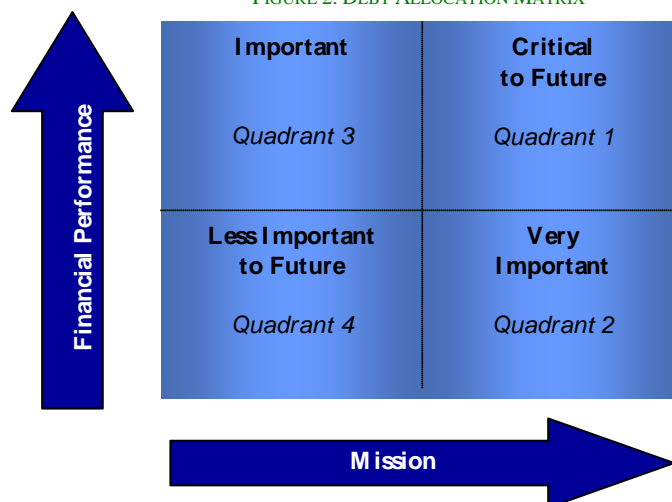 FIGURE 2: DEBT ALLOCATION MATRIX
Financial Performance
Important
Quadrant 3
Critical
to Future
Quadrant 1
Less Important
to Future
Quadrant 4
Very
Important
Quadrant 2
Mission